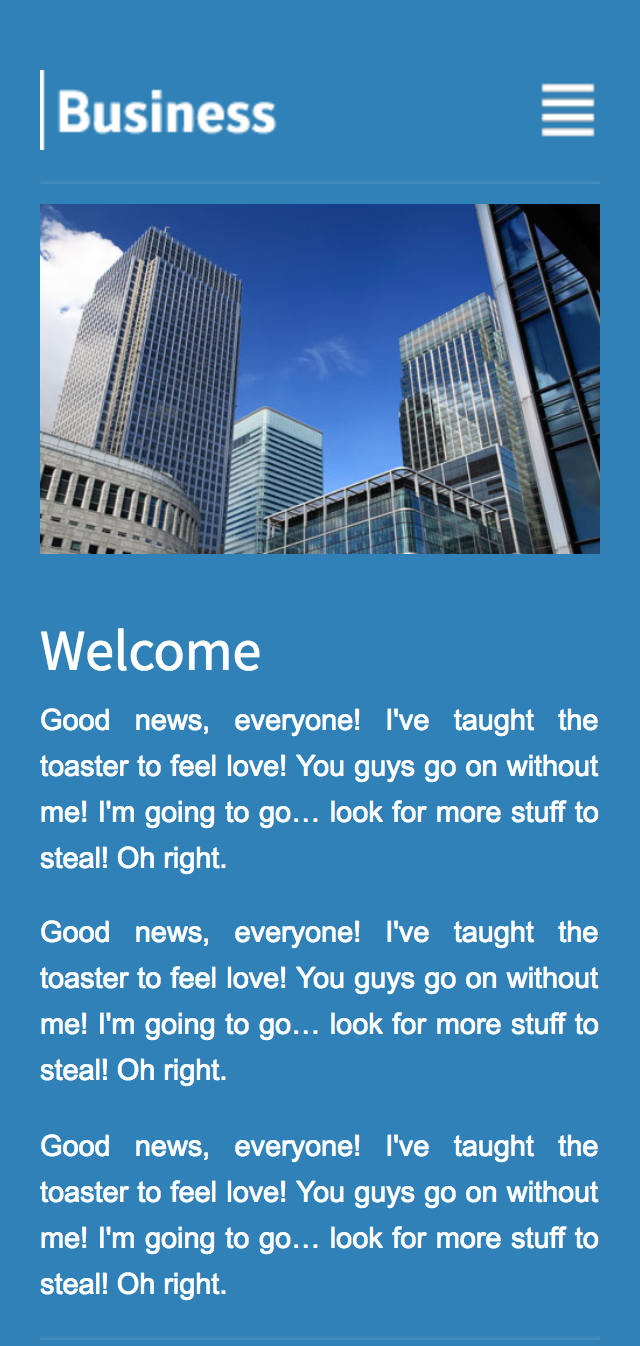 Business
Welcome
Good news, everyone! I've taught the
toaster to feel love! You guys go on without
me! I'm going to go… look for more stuff to
steal! Oh right.
Good news, everyone! I've taught the
toaster to feel love! You guys go on without
me! I'm going to go… look for more stuff to
steal! Oh right.
Good news, everyone! I've taught the
toaster to feel love! You guys go on without
me! I'm going to go… look for more stuff to
steal! Oh right.